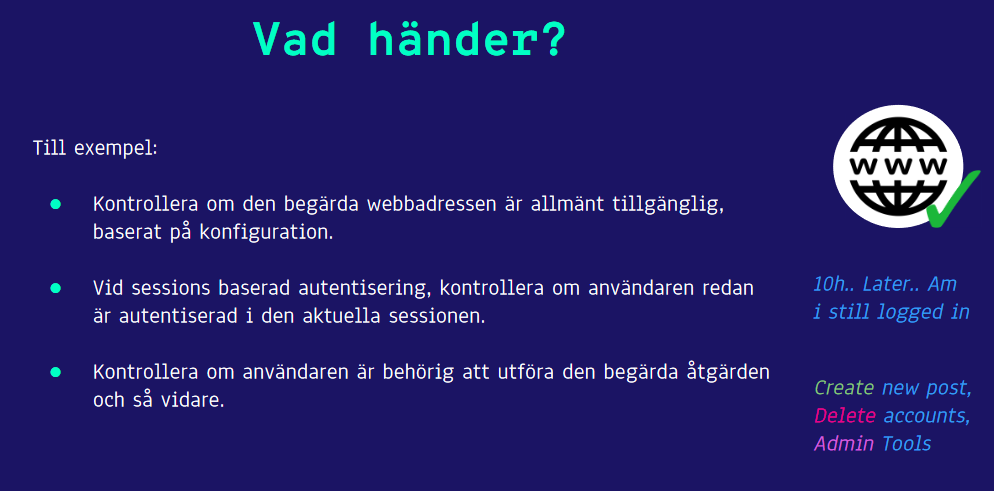 Vad händer?
Till exempel:
Kontrollera om den begärda webbadressen är allmänt tillgänglig,
baserat på konfiguration.
WWW
Vid sessions baserad autentisering, kontrollera om användaren redan
är autentiserad i den aktuella sessionen.
10h.. Later.. Am
i still logged in
Kontrollera om användaren är behörig att utföra den begärda åtgärden
och så vidare.
Create new post,
Delete accounts,
Admin Tools